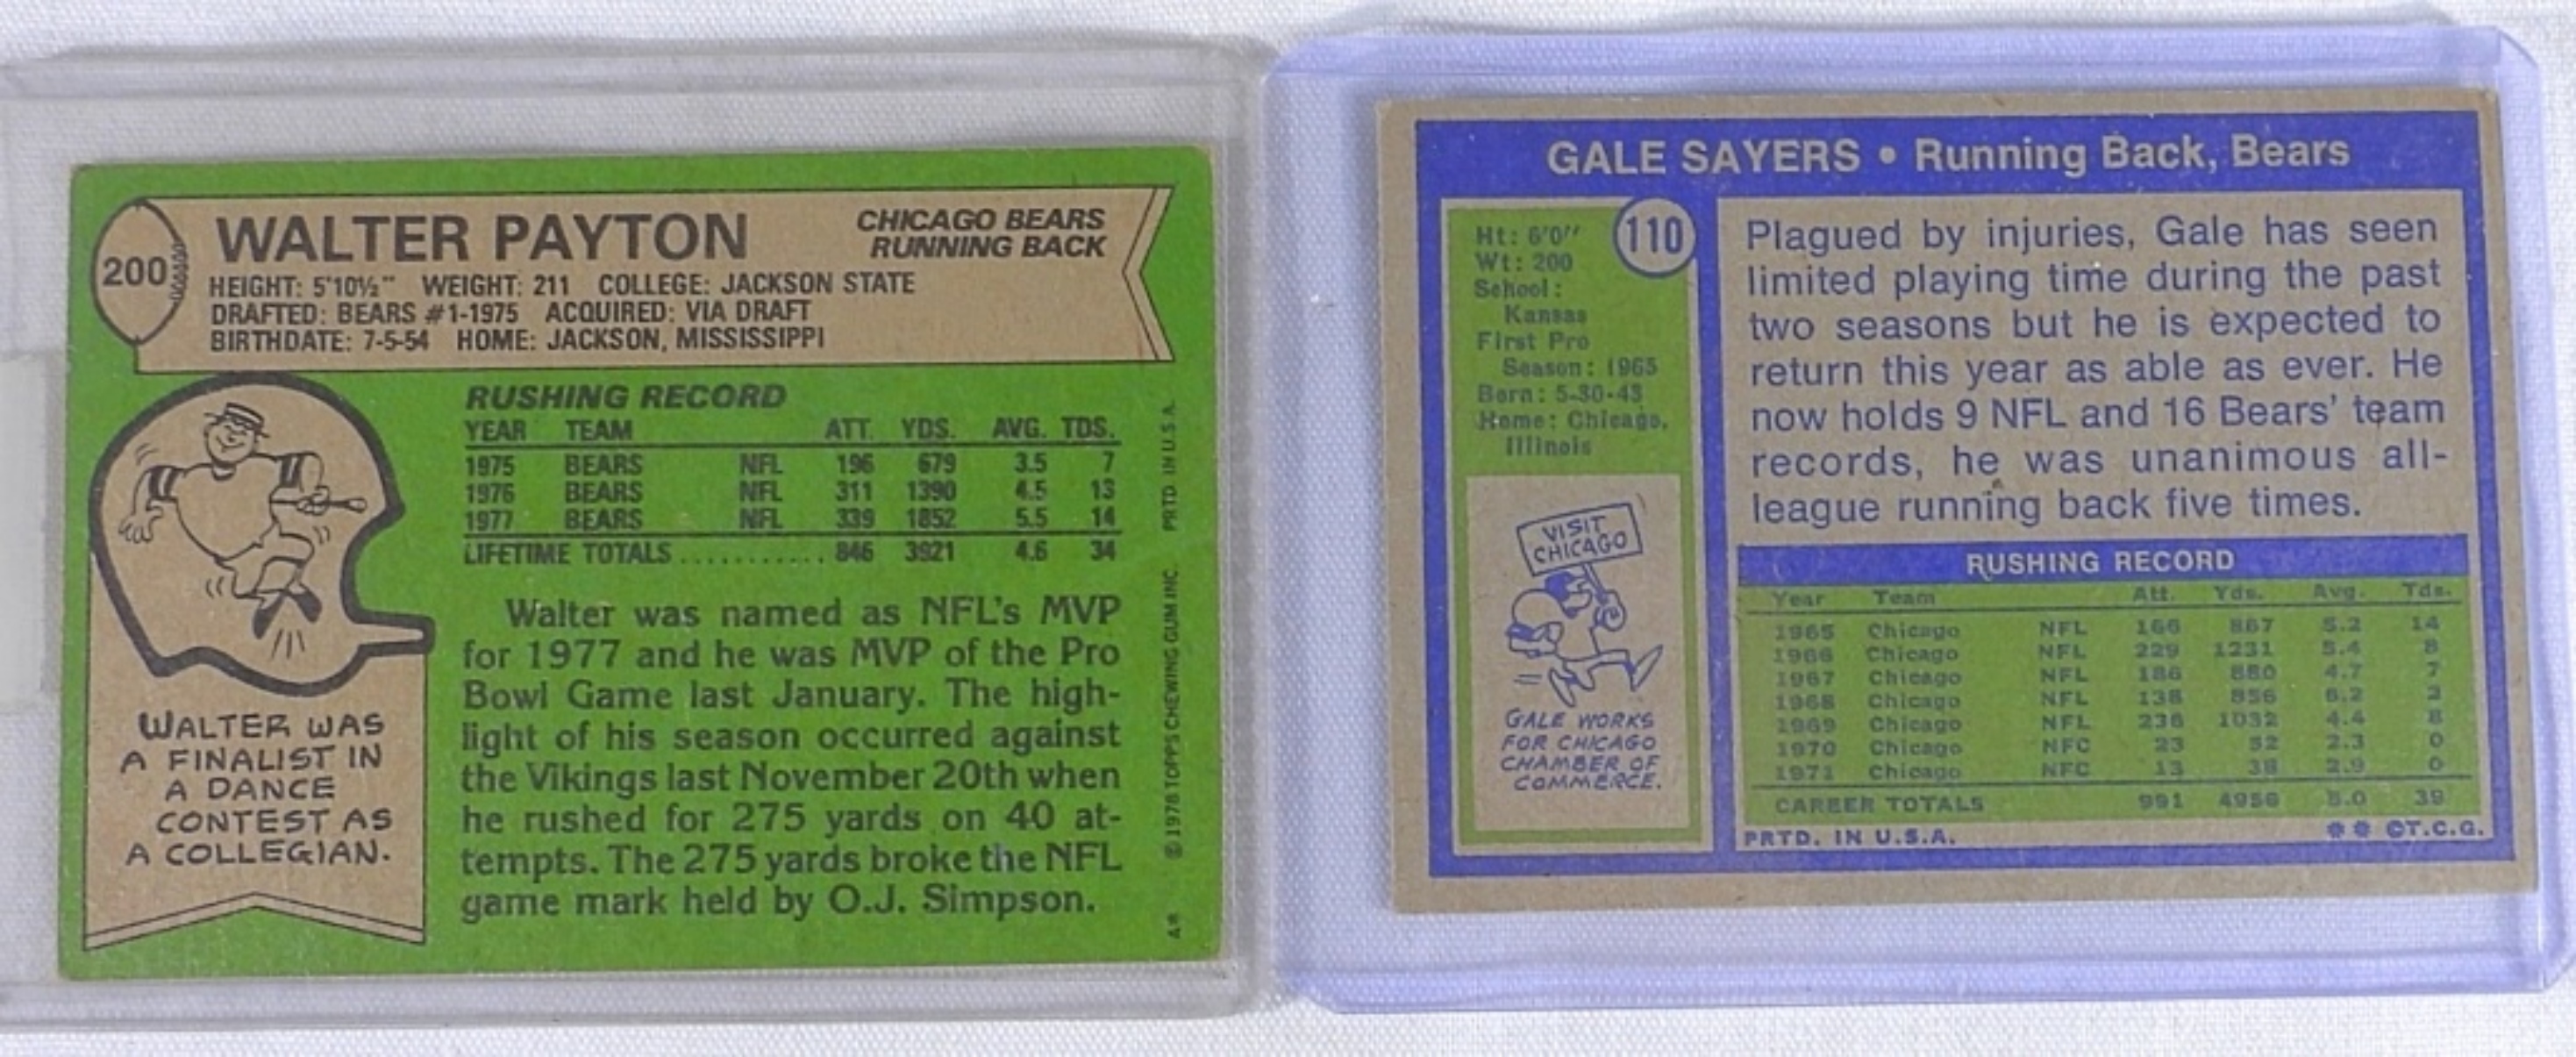 200
WALTER PAYTON
CHICAGO BEARS
RUNNING BACK
HEIGHT: 5'10½" WEIGHT: 211 COLLEGE: JACKSON STATE
DRAFTED: BEARS #1-1975 ACQUIRED: VIA DRAFT
BIRTHDATE: 7-5-54 HOME: JACKSON, MISSISSIPPI
RUSHING RECORD
YEAR TEAM ATT. YDS. AVG. TDS.
1975 BEARS NFL 196 679 3.5 7
1976 BEARS NFL 311 1390 4.5 13
1977 BEARS NFL 339 1852 5.5 14
LIFETIME TOTALS ........... 846 3921 4.6 34
Walter was named as NFL's MVP
for 1977 and he was MVP of the Pro
Bowl Game last January. The high-
light of his season occurred against
the Vikings last November 20th when
he rushed for 275 yards on 40 at-
tempts. The 275 yards broke the NFL
game mark held by O.J. Simpson.
WALTER WAS
A FINALIST IN
A DANCE
CONTEST AS
A COLLEGIAN.
A* © 1978 TOPPS CHEWING GUM INC. PRTD. IN U.S.A.
GALE SAYERS • Running Back, Bears
110
Ht: 6'0"
Wt: 200
School:
Kansas
First Pro
Season: 1965
Born: 5-30-43
Home: Chicago,
Illinois
VISIT
CHICAGO
GALE WORKS
FOR CHICAGO
CHAMBER OF
COMMERCE.
Plagued by injuries, Gale has seen
limited playing time during the past
two seasons but he is expected to
return this year as able as ever. He
now holds 9 NFL and 16 Bears' team
records, he was unanimous all-
league running back five times.
RUSHING RECORD
Year Team Att. Yds. Avg. Tds.
1965 Chicago NFL 166 867 5.2 14
1966 Chicago NFL 229 1231 5.4 8
1967 Chicago NFL 186 880 4.7 7
1968 Chicago NFL 138 856 6.2 2
1969 Chicago NFL 236 1032 4.4 8
1970 Chicago NFC 23 52 2.3 0
1971 Chicago NFC 13 38 2.9 0
CAREER TOTALS 991 4956 5.0 39
PRTD. IN U.S.A. ** ©T.C.G.